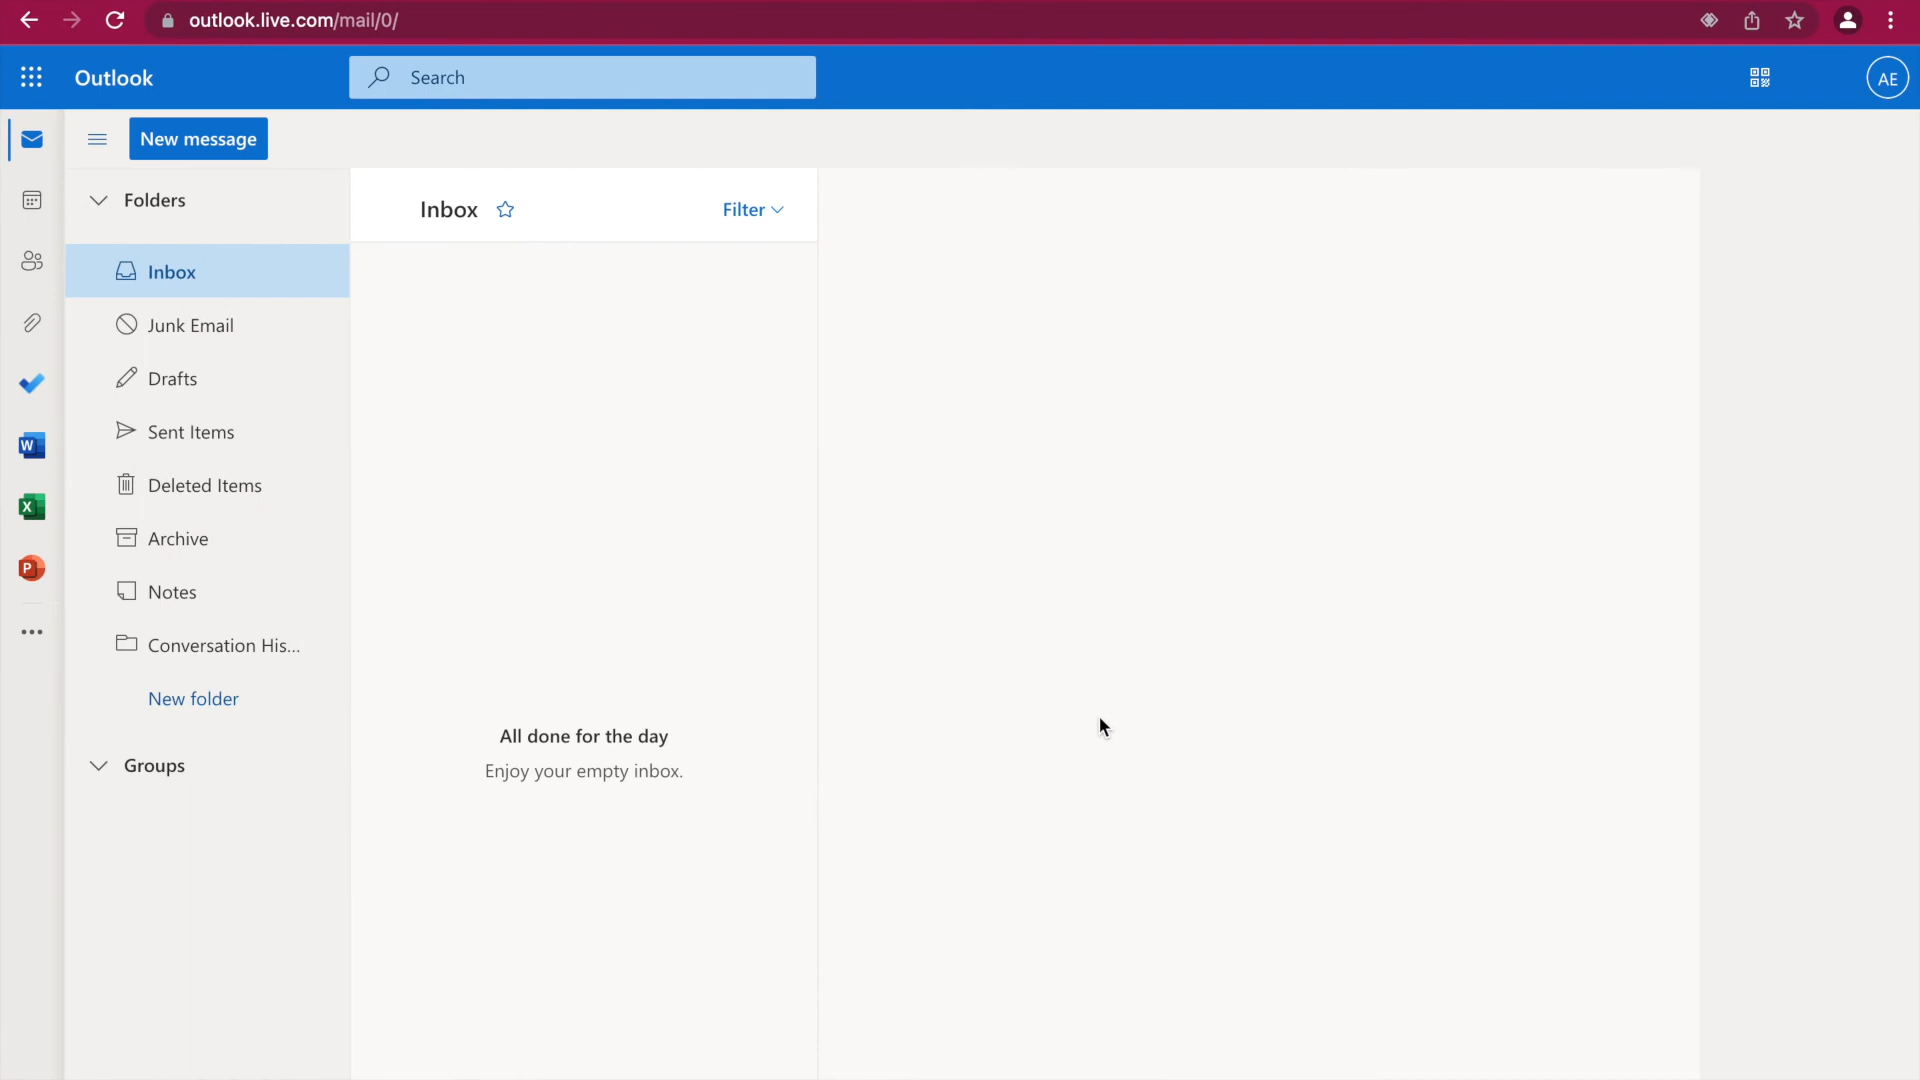 outlook.live.com/mail/0/
Outlook
Search
AE
New message
Folders
Inbox
Filter
Inbox
Junk Email
Drafts
Sent Items
Deleted Items
Archive
Notes
Conversation His...
New folder
Groups
All done for the day
Enjoy your empty inbox.
W
X
P